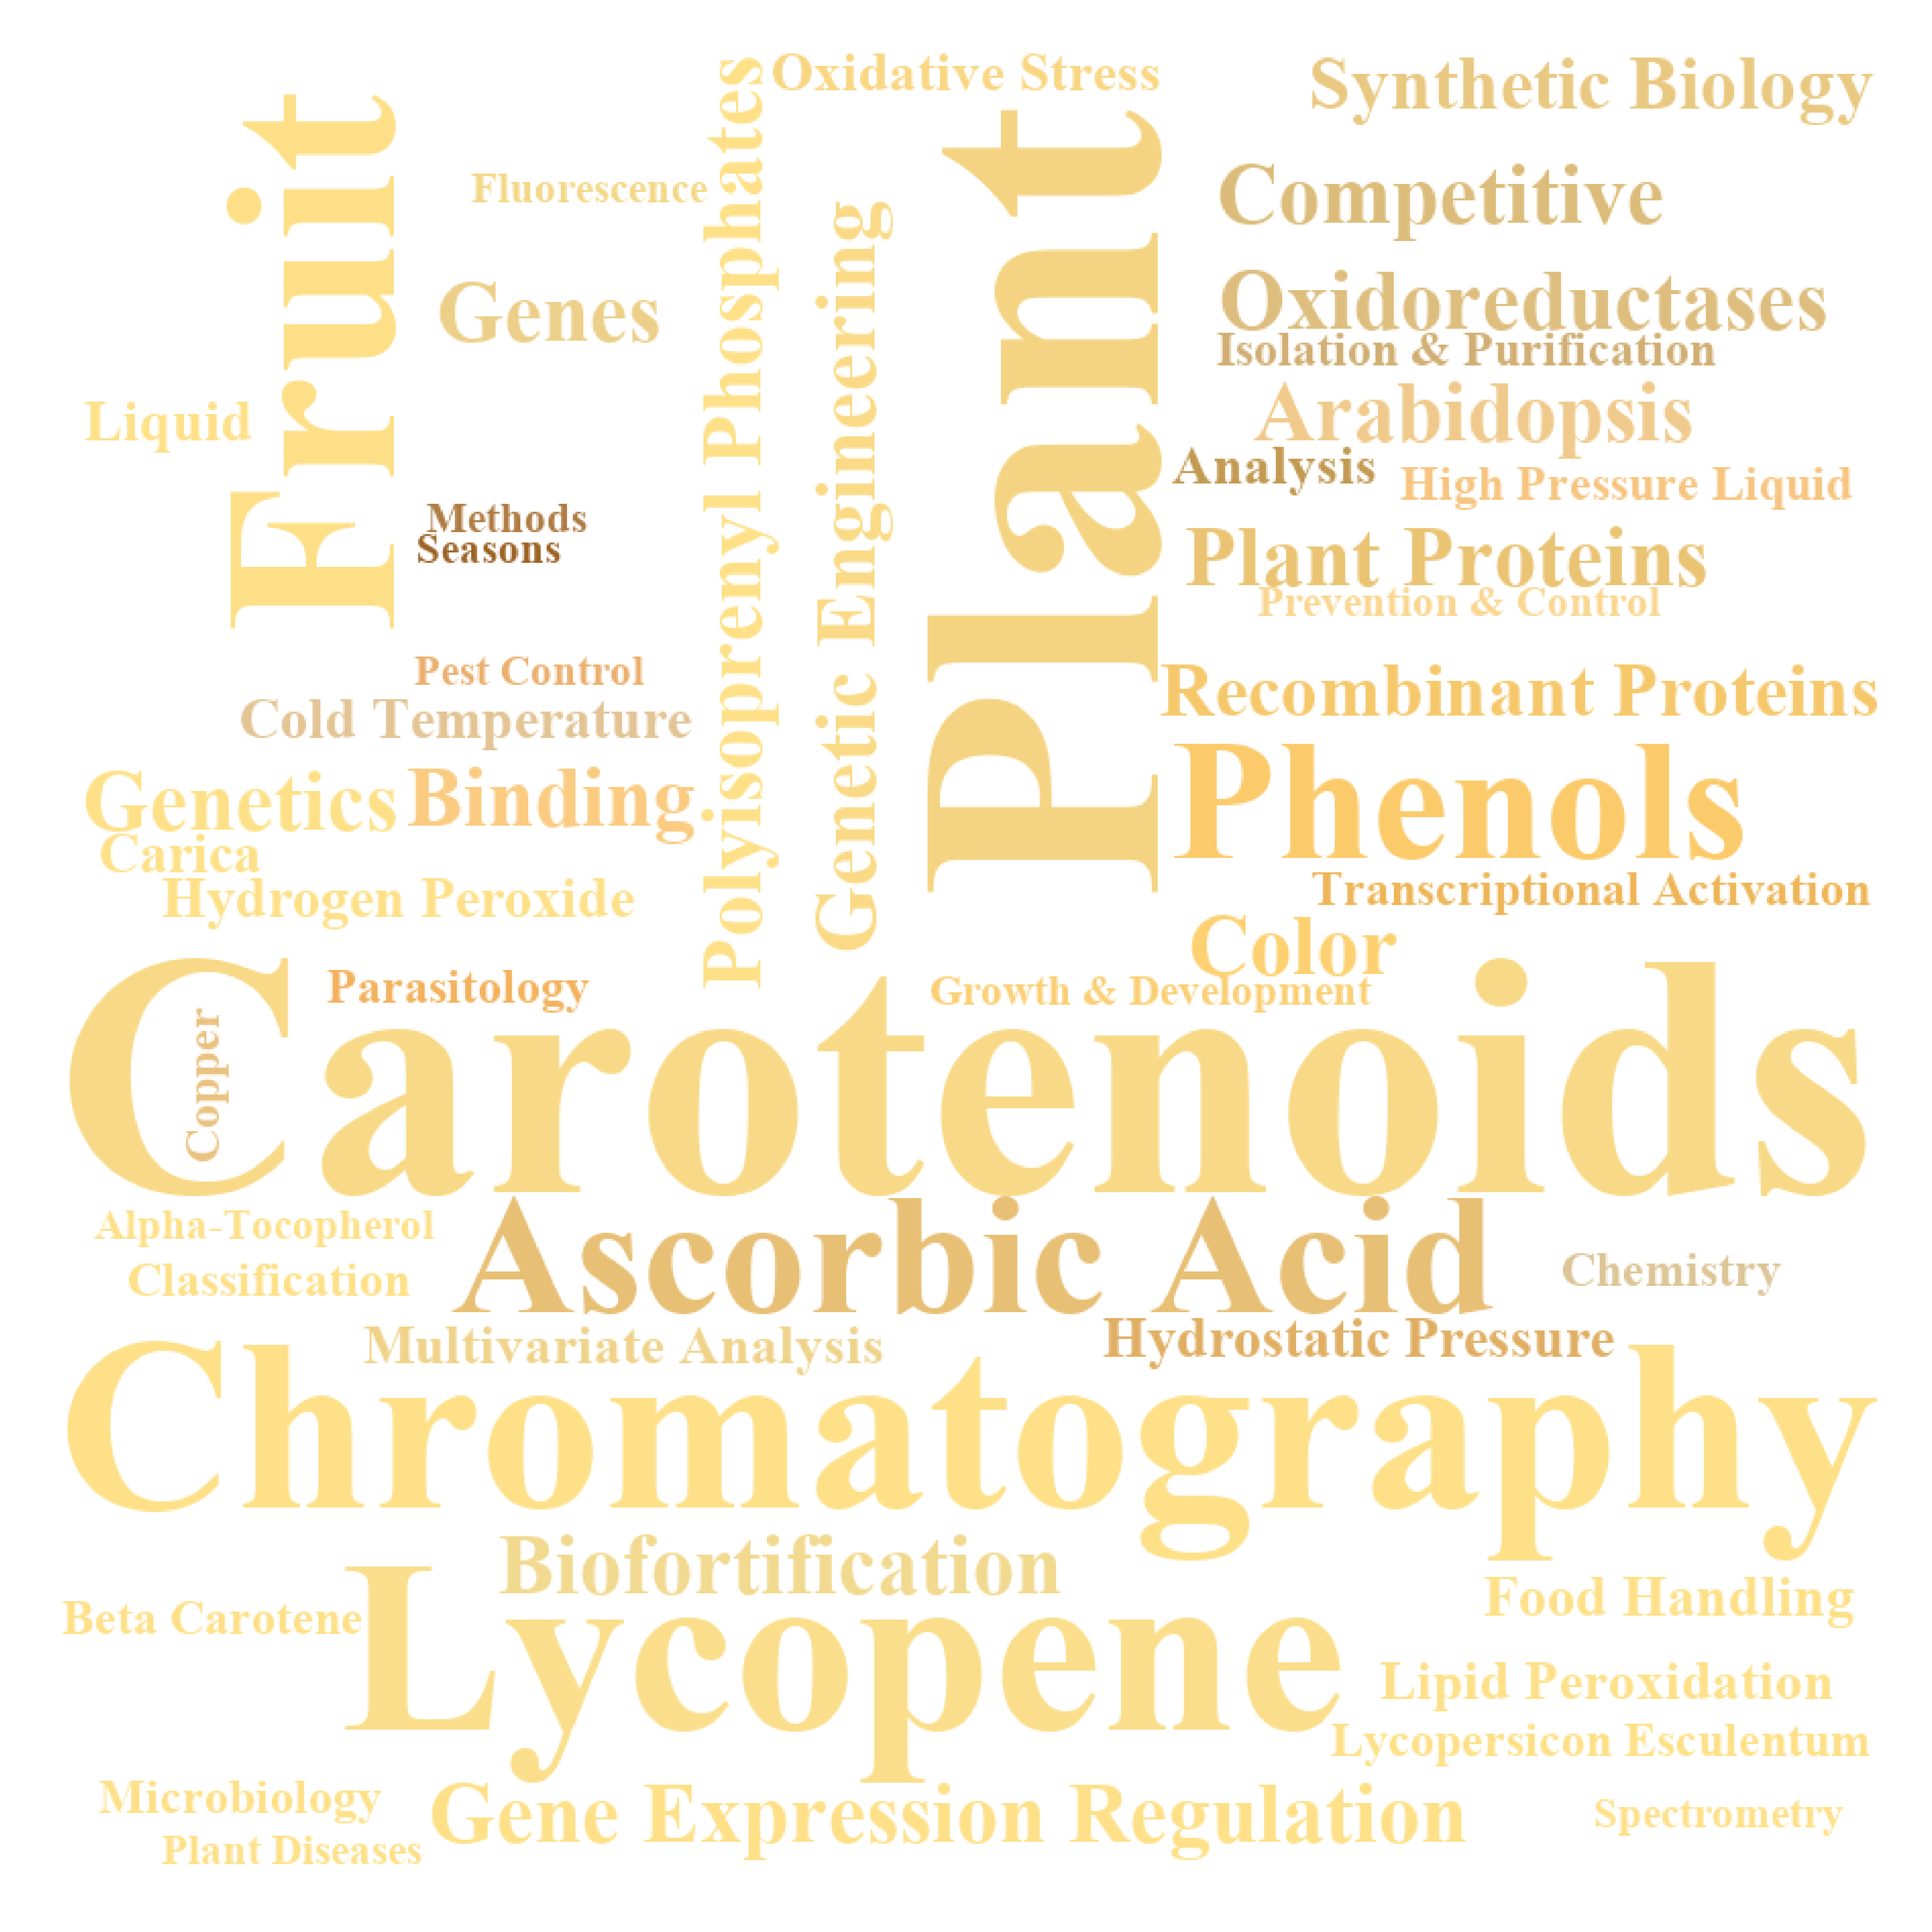 Oxidative Stress
Synthetic Biology
Fruit
Polyisoprenyl Phosphates
Plant
Fluorescence
Competitive
Genetic Engineering
Genes
Oxidoreductases
Isolation & Purification
Liquid
Arabidopsis
Analysis
High Pressure Liquid
Methods
Seasons
Plant Proteins
Prevention & Control
Pest Control
Cold Temperature
Recombinant Proteins
Genetics
Binding
Phenols
Carica
Hydrogen Peroxide
Transcriptional Activation
Color
Parasitology
Growth & Development
Carotenoids
Copper
Alpha-Tocopherol
Ascorbic Acid
Classification
Chemistry
Multivariate Analysis
Hydrostatic Pressure
Chromatography
Biofortification
Beta Carotene
Food Handling
Lycopene
Lipid Peroxidation
Lycopersicon Esculentum
Microbiology
Gene Expression Regulation
Spectrometry
Plant Diseases